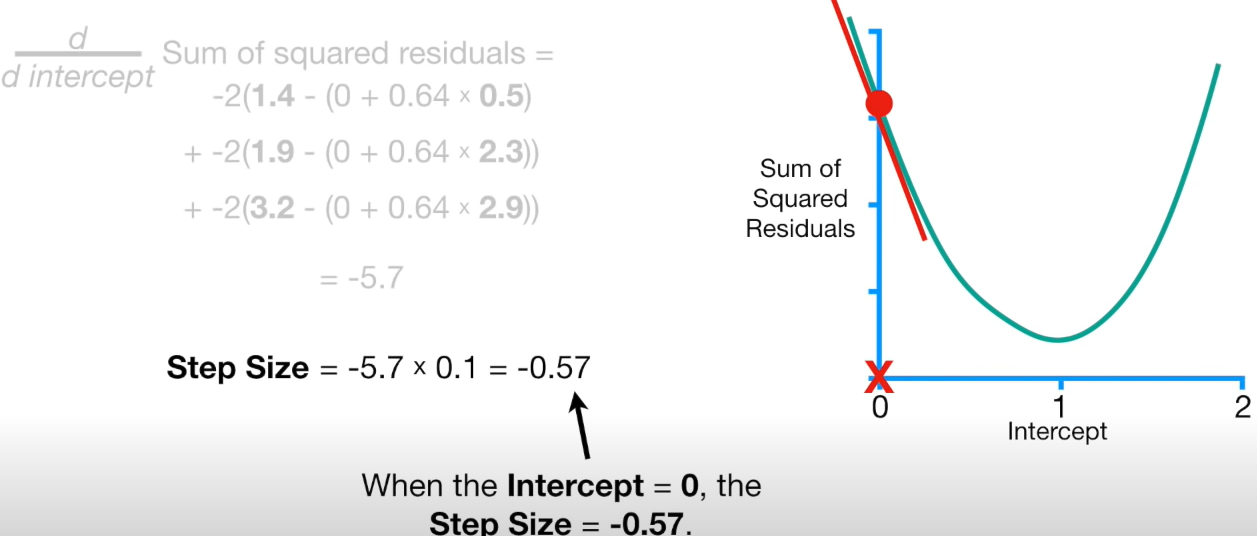 d
d intercept
Sum of squared residuals =
-2(1.4 - (0 + 0.64 × 0.5)
+ -2(1.9 - (0 + 0.64 × 2.3))
+ -2(3.2 - (0 + 0.64 × 2.9))
= -5.7
Step Size = -5.7 × 0.1 = -0.57
When the Intercept = 0, the
Step Size = -0.57.
Sum of
Squared
Residuals
X
0 1 2
Intercept